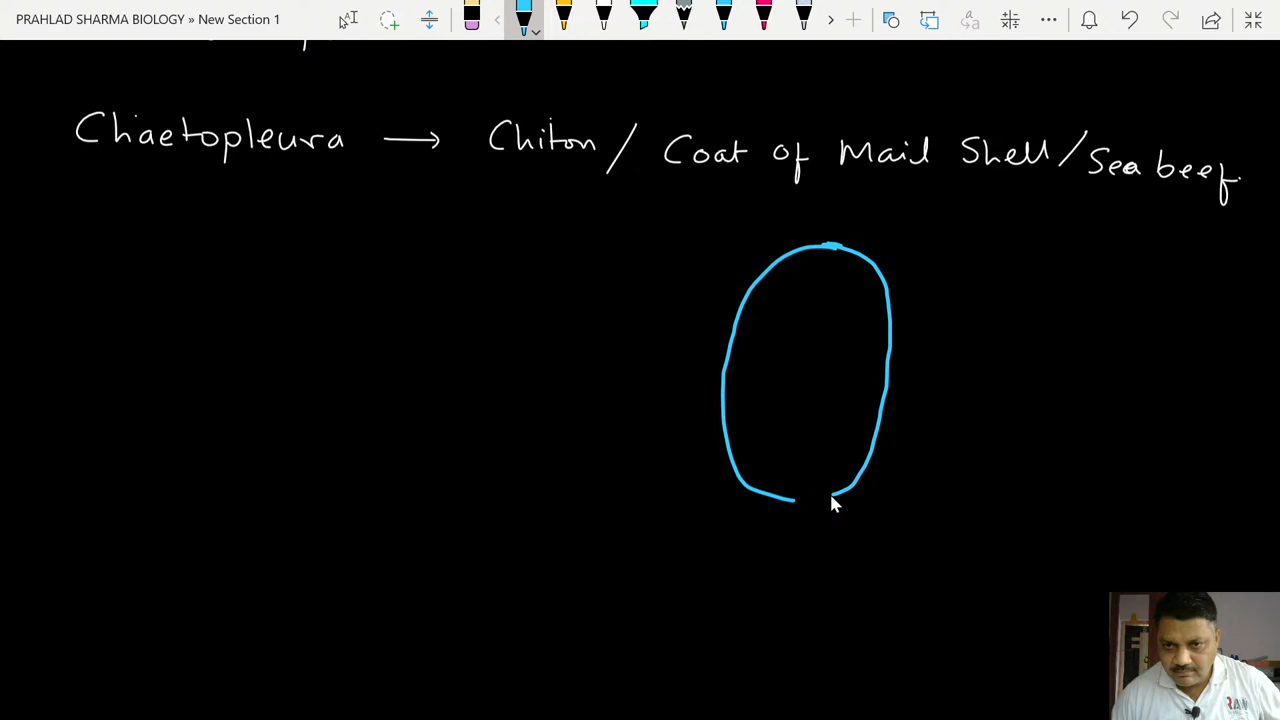 PRAHLAD SHARMA BIOLOGY » New Section 1
Chaetopleura → Chiton / Coat of Mail Shell / Sea beef.